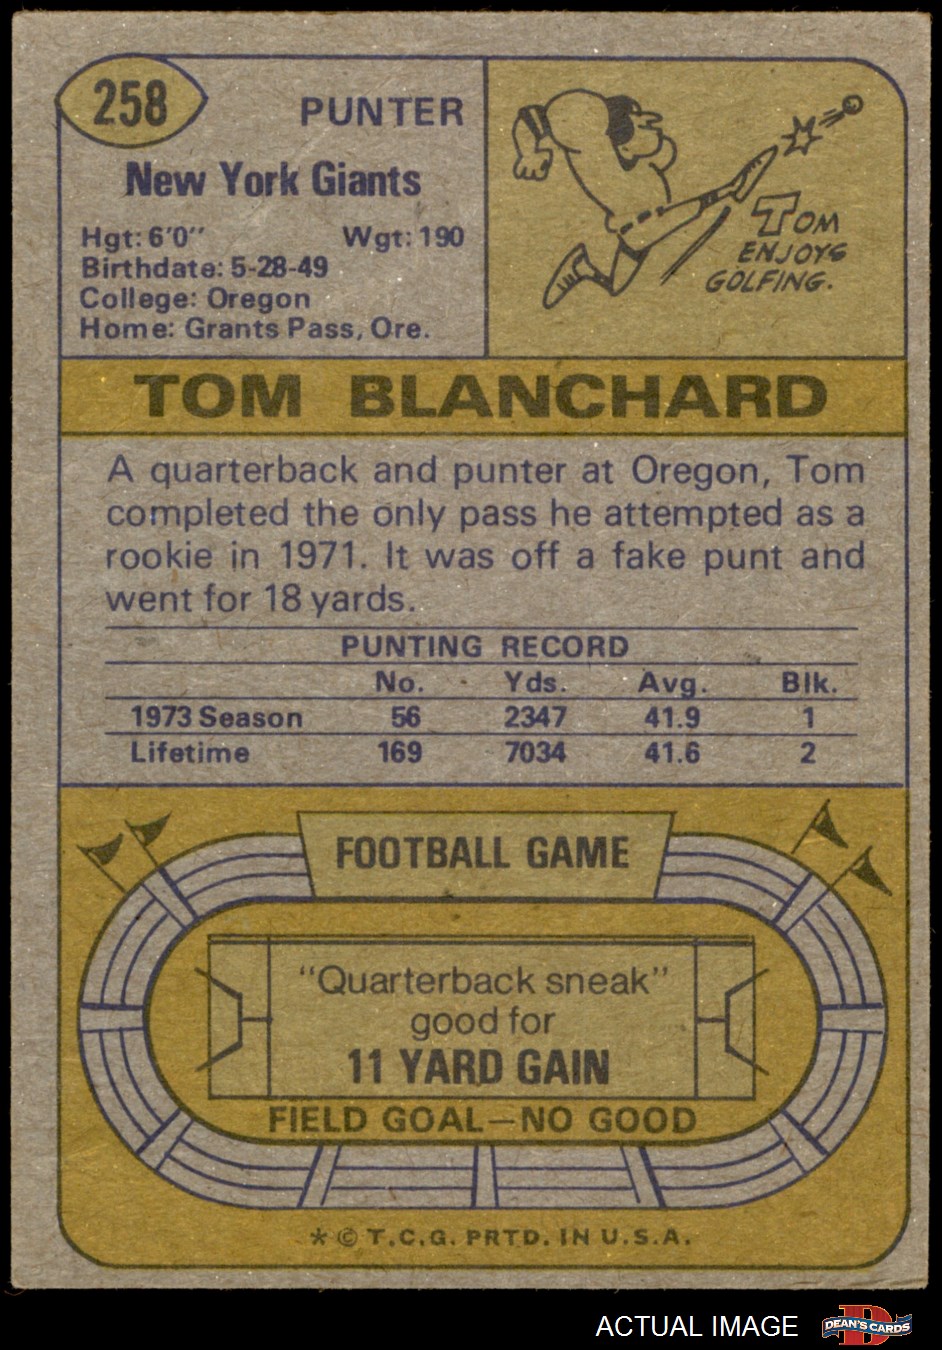 258
PUNTER
New York Giants
Hgt: 6'0" Wgt: 190
Birthdate: 5-28-49
College: Oregon
Home: Grants Pass, Ore.
TOM
ENJOYS
GOLFING.
TOM BLANCHARD
A quarterback and punter at Oregon, Tom
completed the only pass he attempted as a
rookie in 1971. It was off a fake punt and
went for 18 yards.
PUNTING RECORD
No. Yds. Avg. Blk.
1973 Season 56 2347 41.9 1
Lifetime 169 7034 41.6 2
FOOTBALL GAME
"Quarterback sneak"
good for
11 YARD GAIN
FIELD GOAL—NO GOOD
* © T.C.G. PRTD. IN U.S.A.
ACTUAL IMAGE
D
DEAN'S CARDS